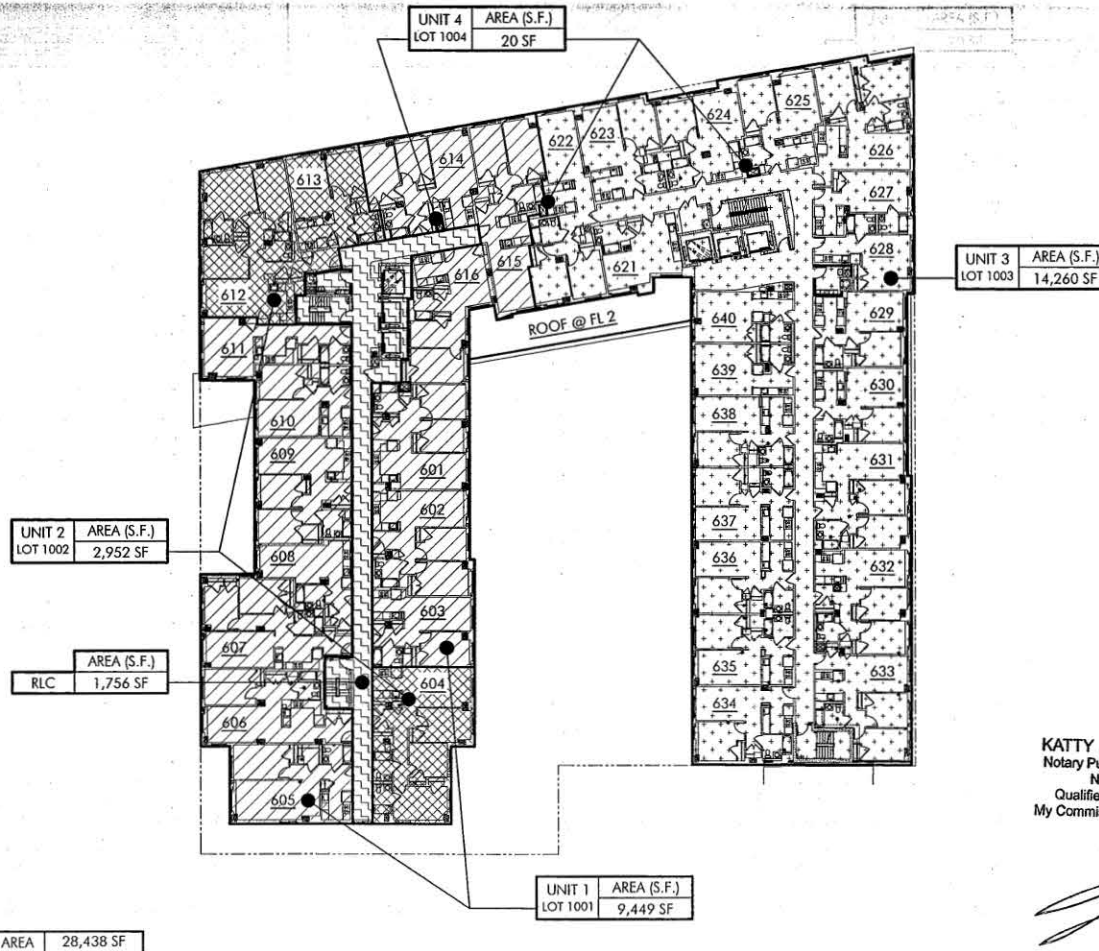 UNIT 4 AREA (S.F.)
LOT 1004 20 SF
AREA (S.F.)
20 SF
625
624
623
622
614
613
626
627
628
UNIT 3 AREA (S.F.)
LOT 1003 14,260 SF
615
616
621
612
611
ROOF @ FL 2
640
629
639
630
638
610
609
601
631
602
637
UNIT 2 AREA (S.F.)
LOT 1002 2,952 SF
608
636
632
603
607
AREA (S.F.)
RLC 1,756 SF
604
635
633
606
634
605
KATTY
Notary Pu
N
Qualifie
My Commis
UNIT 1 AREA (S.F.)
LOT 1001 9,449 SF
AREA 28,438 SF